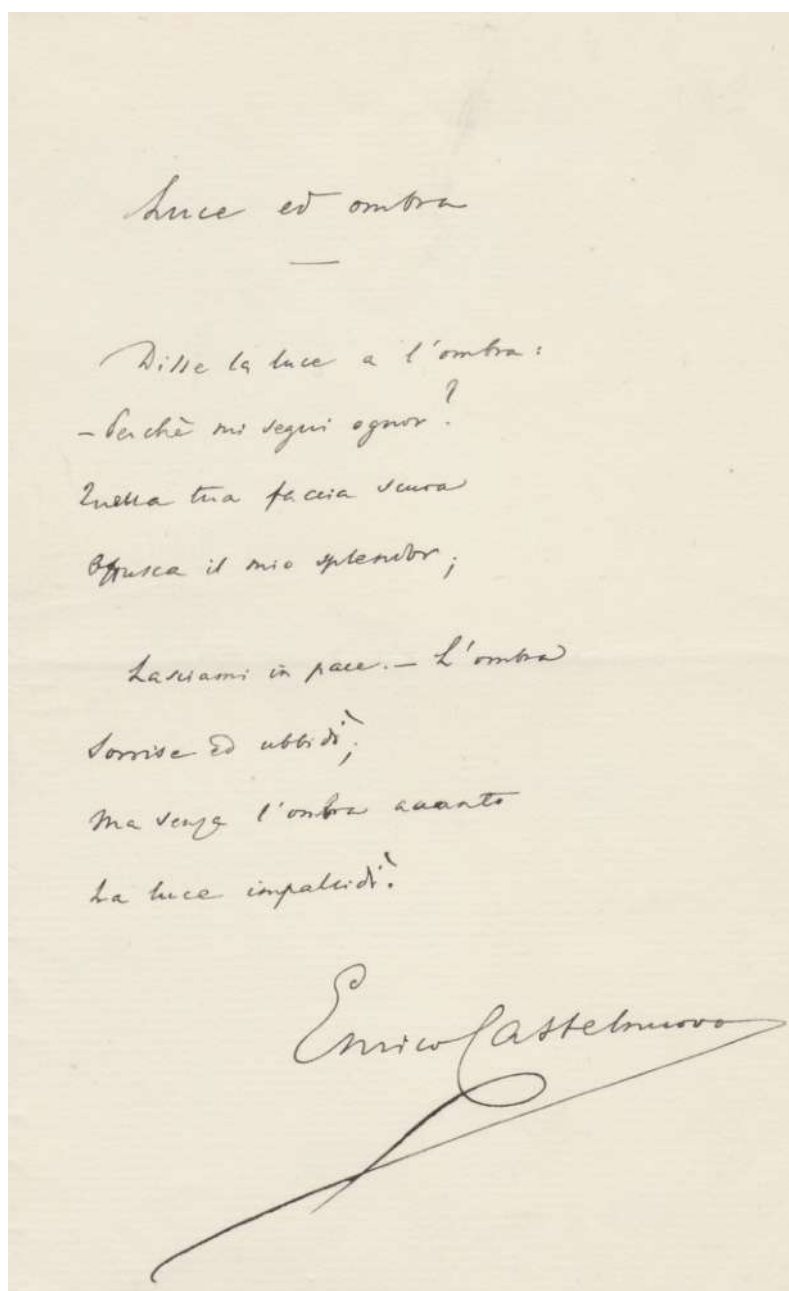 Luce ed ombra
Disse la luce a l'ombra:
- Perchè mi segui ognor?
Quella tua faccia scura
Offusca il mio splendor;
Lasciami in pace. - L'ombra
Sorrise ed ubbidì;
Ma senza l'ombra accanto
La luce impallidì.
Enrico Castelnuovo